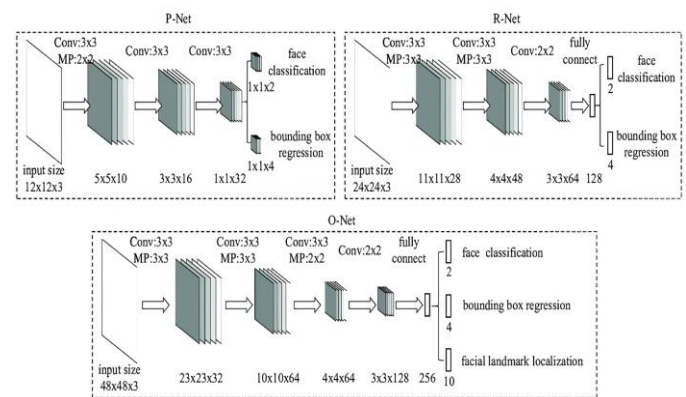 P-Net
Conv:3x3
MP:2x2
Conv:3x3
Conv:3x3
face
classification
1x1x2
bounding box
regression
1x1x4
input size
12x12x3
5x5x10
3x3x16
1x1x32
R-Net
Conv:3x3
MP:3x3
Conv:3x3
MP:3x3
Conv:2x2
fully
connect
face
classification
2
bounding box
regression
4
input size
24x24x3
11x11x28
4x4x48
3x3x64
128
O-Net
Conv:3x3
MP:3x3
Conv:3x3
MP:3x3
Conv:3x3
MP:2x2
Conv:2x2
fully
connect
face classification
2
bounding box regression
4
facial landmark localization
10
input size
48x48x3
23x23x32
10x10x64
4x4x64
3x3x128
256